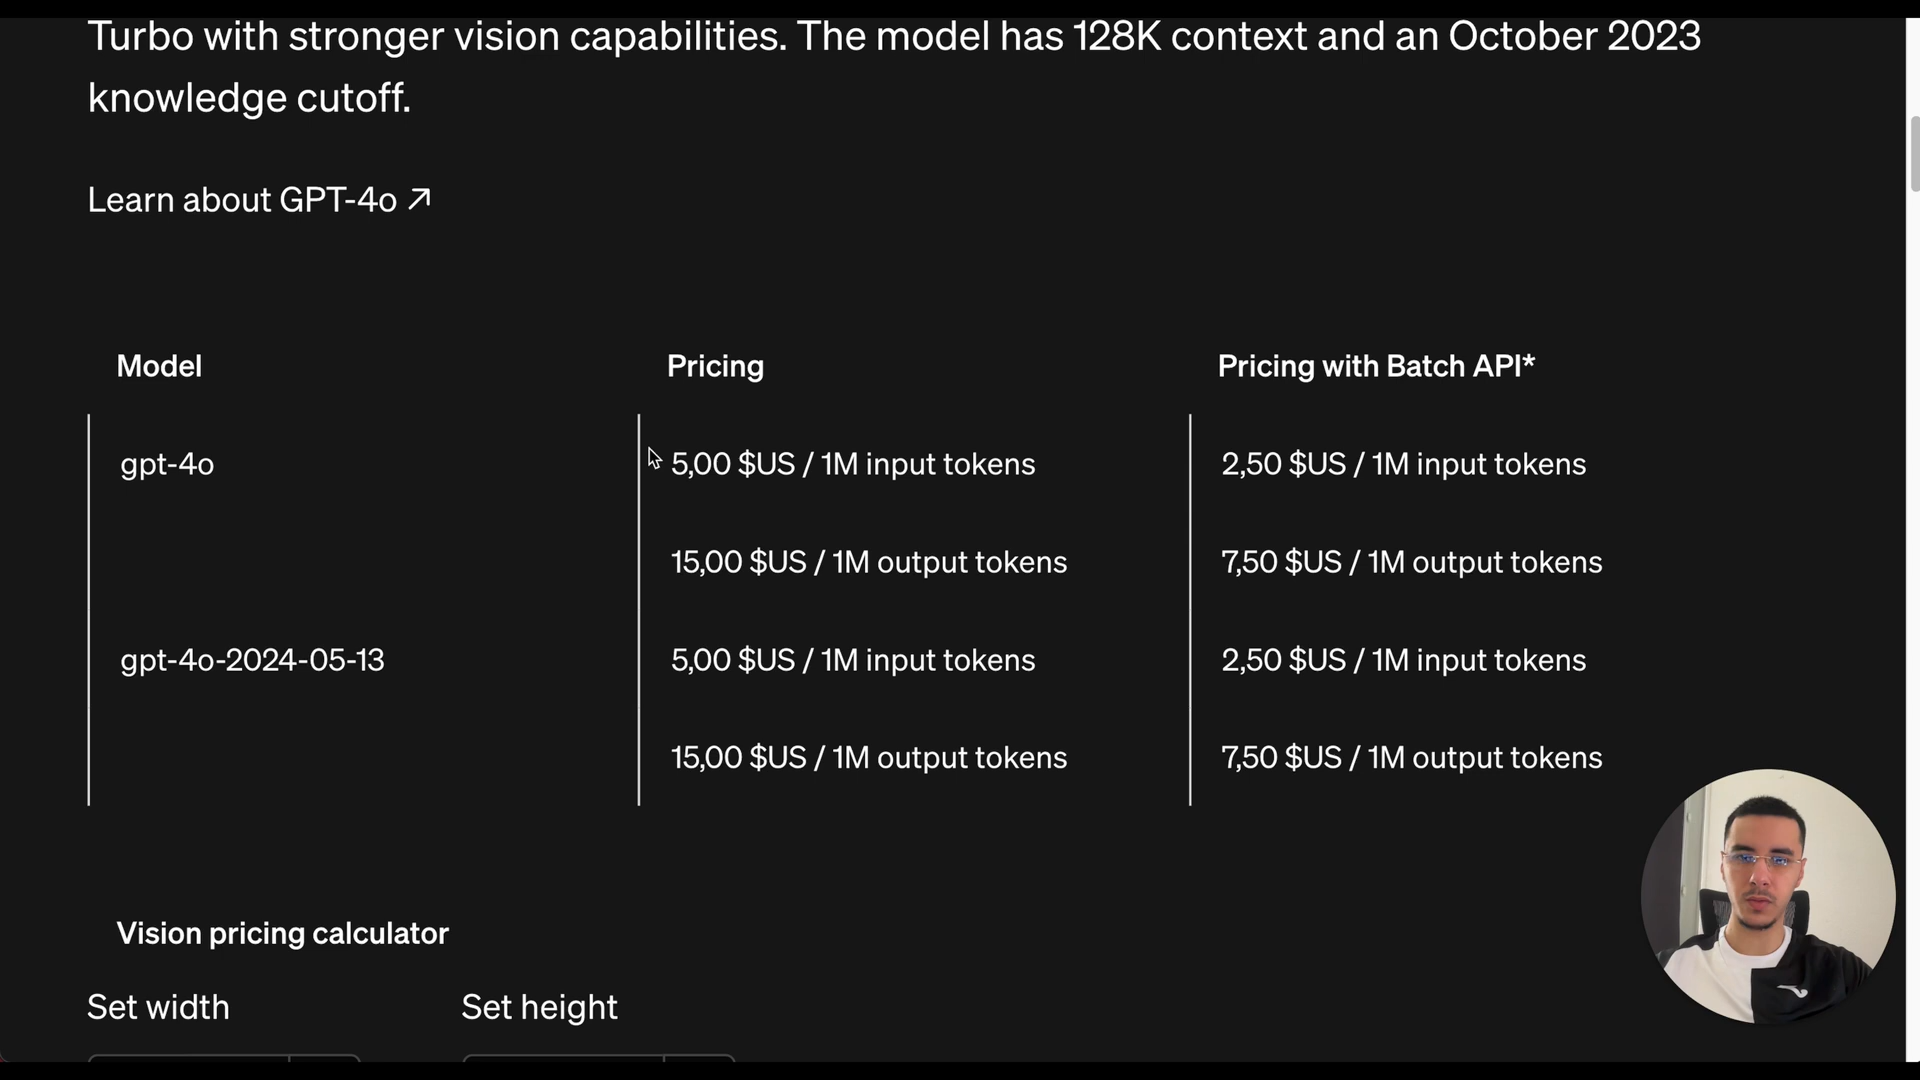 Turbo with stronger vision capabilities. The model has 128K context and an October 2023
knowledge cutoff.
Learn about GPT-4o ↗
Model Pricing Pricing with Batch API*
gpt-4o 5,00 $US / 1M input tokens 2,50 $US / 1M input tokens
15,00 $US / 1M output tokens 7,50 $US / 1M output tokens
gpt-4o-2024-05-13 5,00 $US / 1M input tokens 2,50 $US / 1M input tokens
15,00 $US / 1M output tokens 7,50 $US / 1M output tokens
Vision pricing calculator
Set width Set height